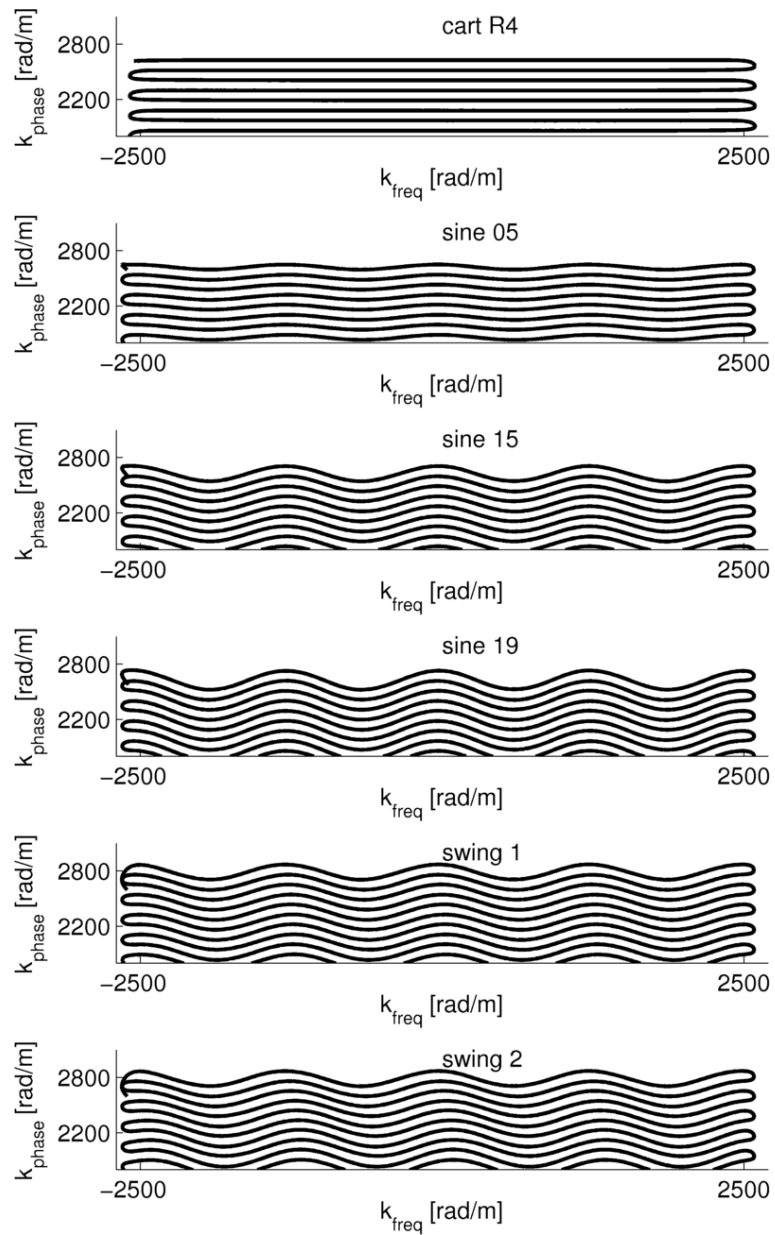 cart R4
k_phase [rad/m]
2800
2200
−2500
2500
k_freq [rad/m]
sine 05
k_phase [rad/m]
2800
2200
−2500
2500
k_freq [rad/m]
sine 15
k_phase [rad/m]
2800
2200
−2500
2500
k_freq [rad/m]
sine 19
k_phase [rad/m]
2800
2200
−2500
2500
k_freq [rad/m]
swing 1
k_phase [rad/m]
2800
2200
−2500
2500
k_freq [rad/m]
swing 2
k_phase [rad/m]
2800
2200
−2500
2500
k_freq [rad/m]